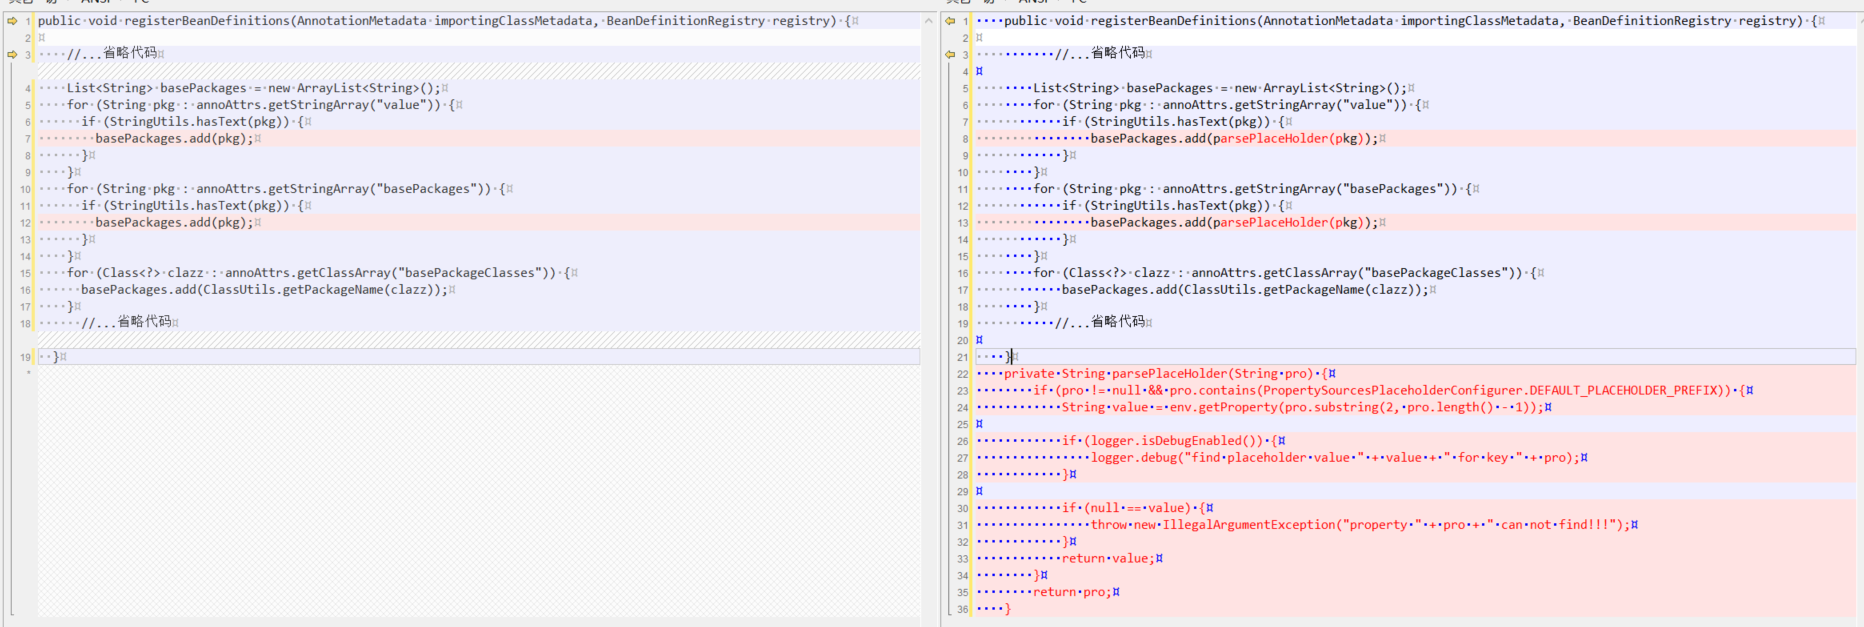 1 public void registerBeanDefinitions(AnnotationMetadata importingClassMetadata, BeanDefinitionRegistry registry) {
2
3 //...省略代码
4 List<String> basePackages = new ArrayList<String>();
5 for (String pkg : annoAttrs.getStringArray("value")) {
6 if (StringUtils.hasText(pkg)) {
7 basePackages.add(pkg);
8 }
9 }
10 for (String pkg : annoAttrs.getStringArray("basePackages")) {
11 if (StringUtils.hasText(pkg)) {
12 basePackages.add(pkg);
13 }
14 }
15 for (Class<?> clazz : annoAttrs.getClassArray("basePackageClasses")) {
16 basePackages.add(ClassUtils.getPackageName(clazz));
17 }
18 //...省略代码
19 }
1 public void registerBeanDefinitions(AnnotationMetadata importingClassMetadata, BeanDefinitionRegistry registry) {
2
3 //...省略代码
4
5 List<String> basePackages = new ArrayList<String>();
6 for (String pkg : annoAttrs.getStringArray("value")) {
7 if (StringUtils.hasText(pkg)) {
8 basePackages.add(parsePlaceHolder(pkg));
9 }
10 }
11 for (String pkg : annoAttrs.getStringArray("basePackages")) {
12 if (StringUtils.hasText(pkg)) {
13 basePackages.add(parsePlaceHolder(pkg));
14 }
15 }
16 for (Class<?> clazz : annoAttrs.getClassArray("basePackageClasses")) {
17 basePackages.add(ClassUtils.getPackageName(clazz));
18 }
19 //...省略代码
20
21 }
22 private String parsePlaceHolder(String pro) {
23 if (pro != null && pro.contains(PropertySourcesPlaceholderConfigurer.DEFAULT_PLACEHOLDER_PREFIX)) {
24 String value = env.getProperty(pro.substring(2, pro.length() - 1));
25
26 if (logger.isDebugEnabled()) {
27 logger.debug("find placeholder value " + value + " for key " + pro);
28 }
29
30 if (null == value) {
31 throw new IllegalArgumentException("property " + pro + " can not find!!!");
32 }
33 return value;
34 }
35 return pro;
36 }